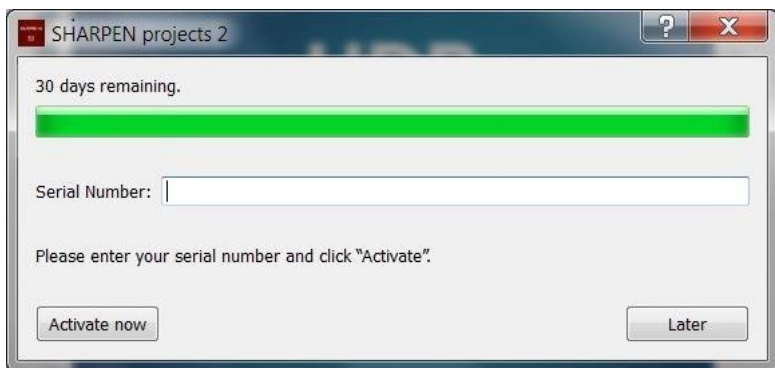 SHARPEN projects 2
30 days remaining.
Serial Number:
Please enter your serial number and click “Activate”.
Activate now
Later